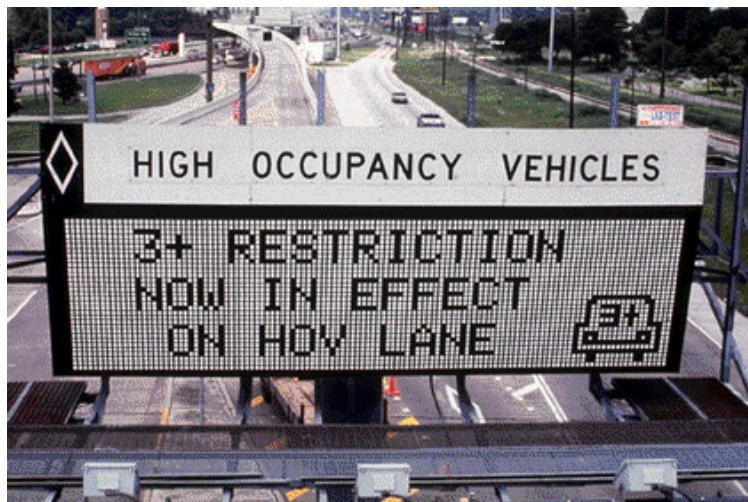 HIGH OCCUPANCY VEHICLES
3+ RESTRICTION
NOW IN EFFECT
ON HOV LANE
3+